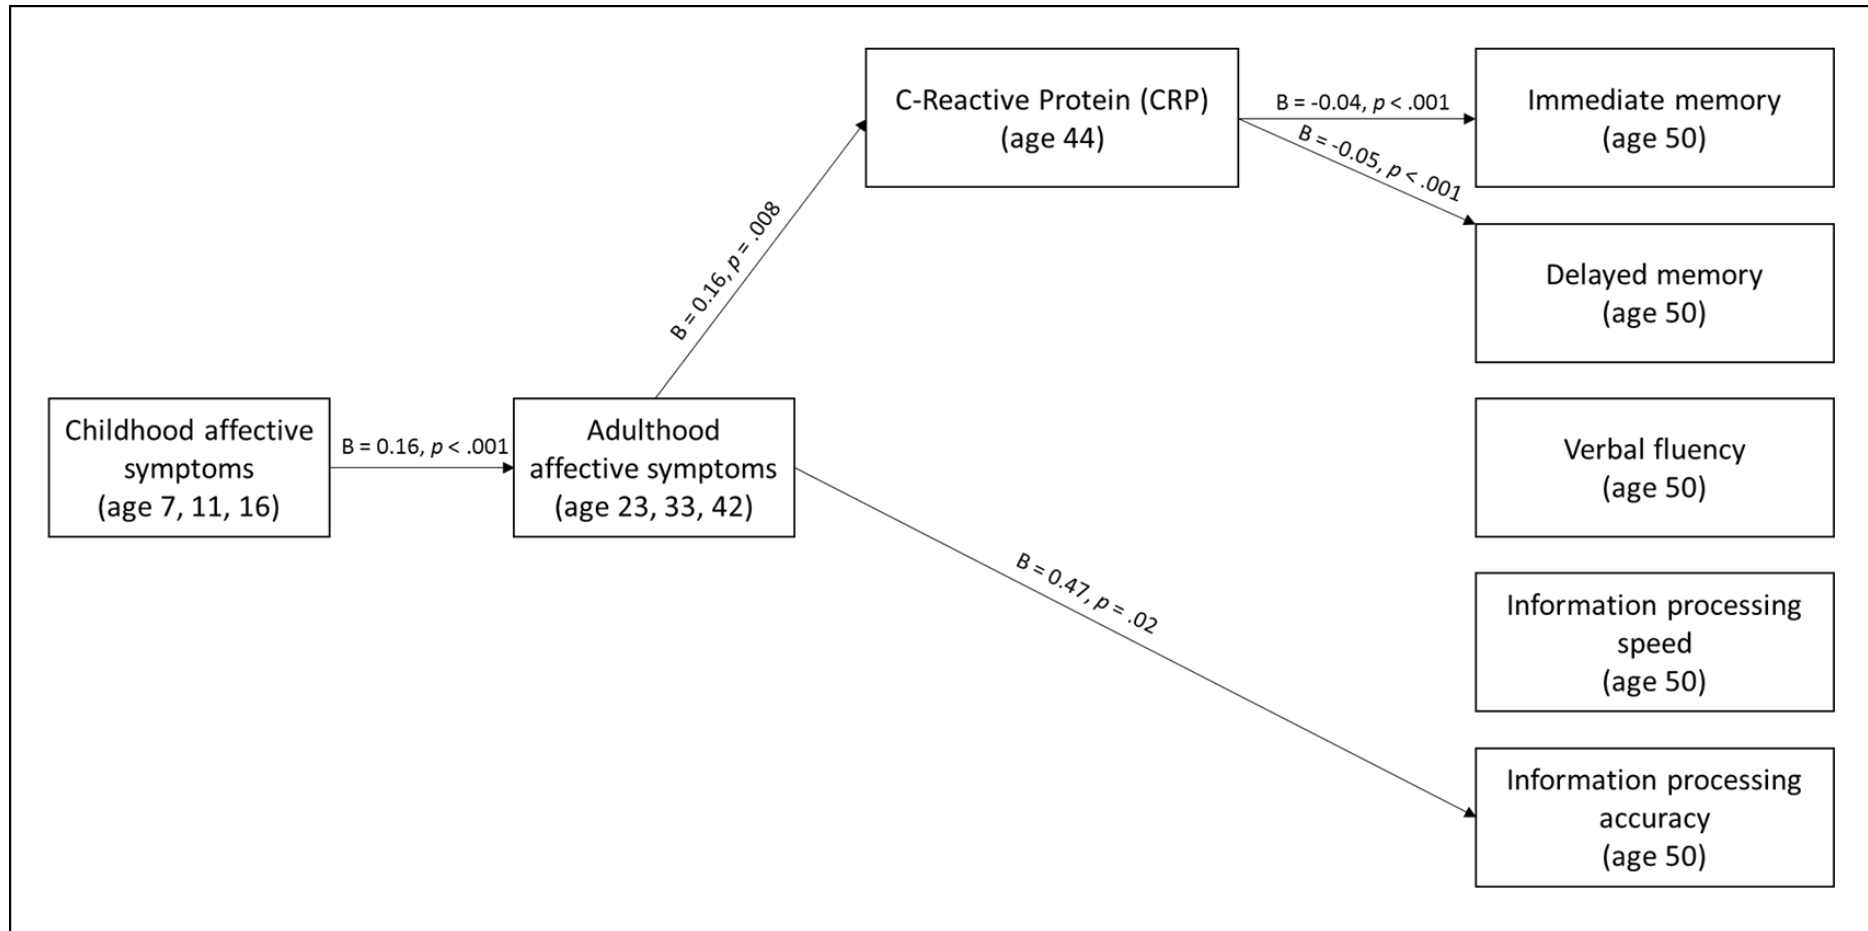 C-Reactive Protein (CRP)
(age 44)
B = -0.04, p < .001
B = -0.05, p < .001
Immediate memory
(age 50)
Delayed memory
(age 50)
B = 0.16, p = .008
Childhood affective
symptoms
(age 7, 11, 16)
B = 0.16, p < .001
Adulthood
affective symptoms
(age 23, 33, 42)
Verbal fluency
(age 50)
B = 0.47, p = .02
Information processing
speed
(age 50)
Information processing
accuracy
(age 50)